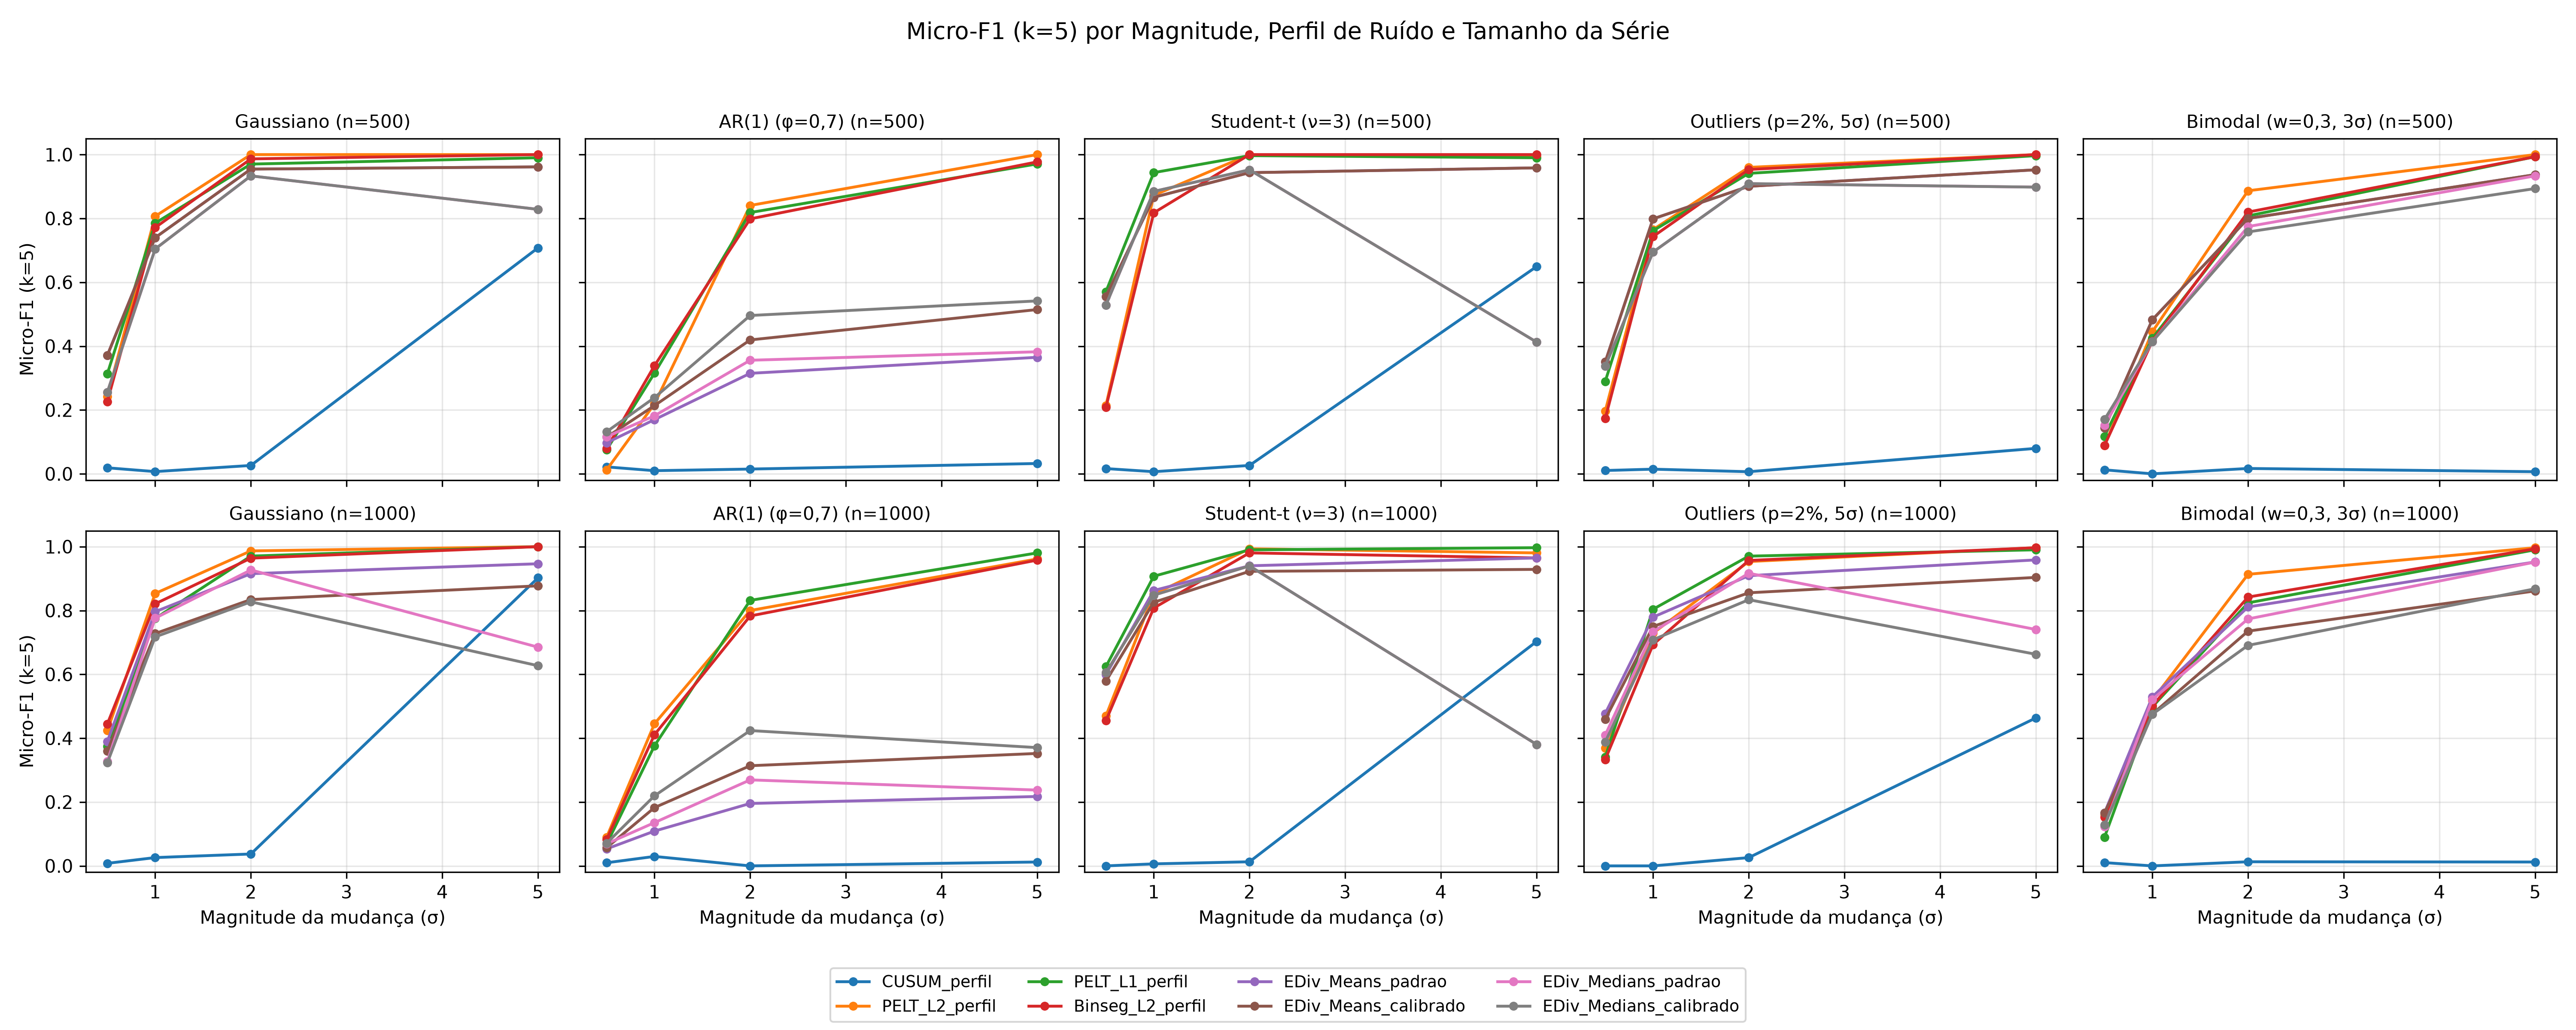 Micro-F1 (k=5) por Magnitude, Perfil de Ruído e Tamanho da Série
Gaussiano (n=500)
AR(1) (φ=0,7) (n=500)
Student-t (ν=3) (n=500)
Outliers (p=2%, 5σ) (n=500)
Bimodal (w=0,3, 3σ) (n=500)
Micro-F1 (k=5)
1.0
0.8
0.6
0.4
0.2
0.0
Gaussiano (n=1000)
AR(1) (φ=0,7) (n=1000)
Student-t (ν=3) (n=1000)
Outliers (p=2%, 5σ) (n=1000)
Bimodal (w=0,3, 3σ) (n=1000)
Micro-F1 (k=5)
1.0
0.8
0.6
0.4
0.2
0.0
1 2 3 4 5
1 2 3 4 5
1 2 3 4 5
1 2 3 4 5
1 2 3 4 5
Magnitude da mudança (σ)
Magnitude da mudança (σ)
Magnitude da mudança (σ)
Magnitude da mudança (σ)
Magnitude da mudança (σ)
CUSUM_perfil
PELT_L2_perfil
PELT_L1_perfil
Binseg_L2_perfil
EDiv_Means_padrao
EDiv_Means_calibrado
EDiv_Medians_padrao
EDiv_Medians_calibrado